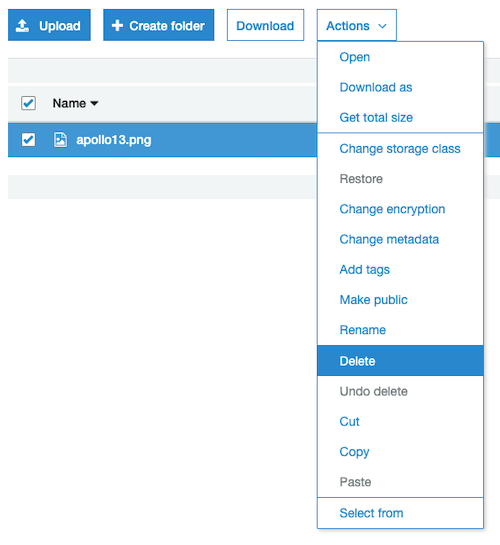 Upload
Create folder
Download
Actions
Open
Download as
Get total size
Name
Change storage class
apollo13.png
Restore
Change encryption
Change metadata
Add tags
Make public
Rename
Delete
Undo delete
Cut
Copy
Paste
Select from